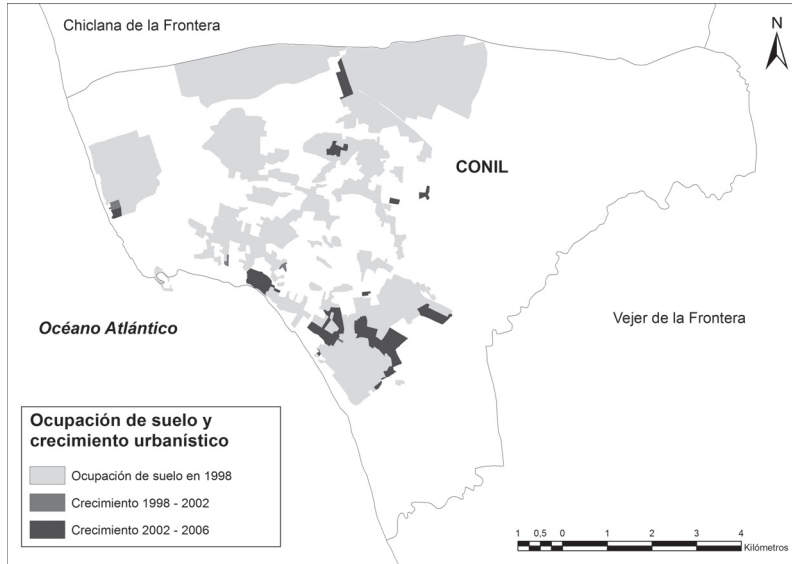 Chiclana de la Frontera
N
CONIL
Océano Atlántico
Vejer de la Frontera
Ocupación de suelo y
crecimiento urbanístico
Ocupación de suelo en 1998
Crecimiento 1998 - 2002
Crecimiento 2002 - 2006
1 0,5 0 1 2 3 4
Kilómetros